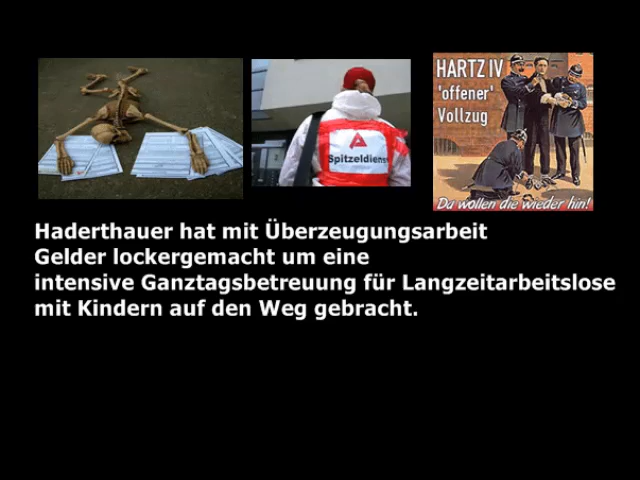 HARTZ IV
'offener'
Vollzug
Spitzeldienst
Da wollen die wieder hin!
Haderthauer hat mit Überzeugungsarbeit
Gelder lockergemacht um eine
intensive Ganztagsbetreuung für Langzeitarbeitslose
mit Kindern auf den Weg gebracht.